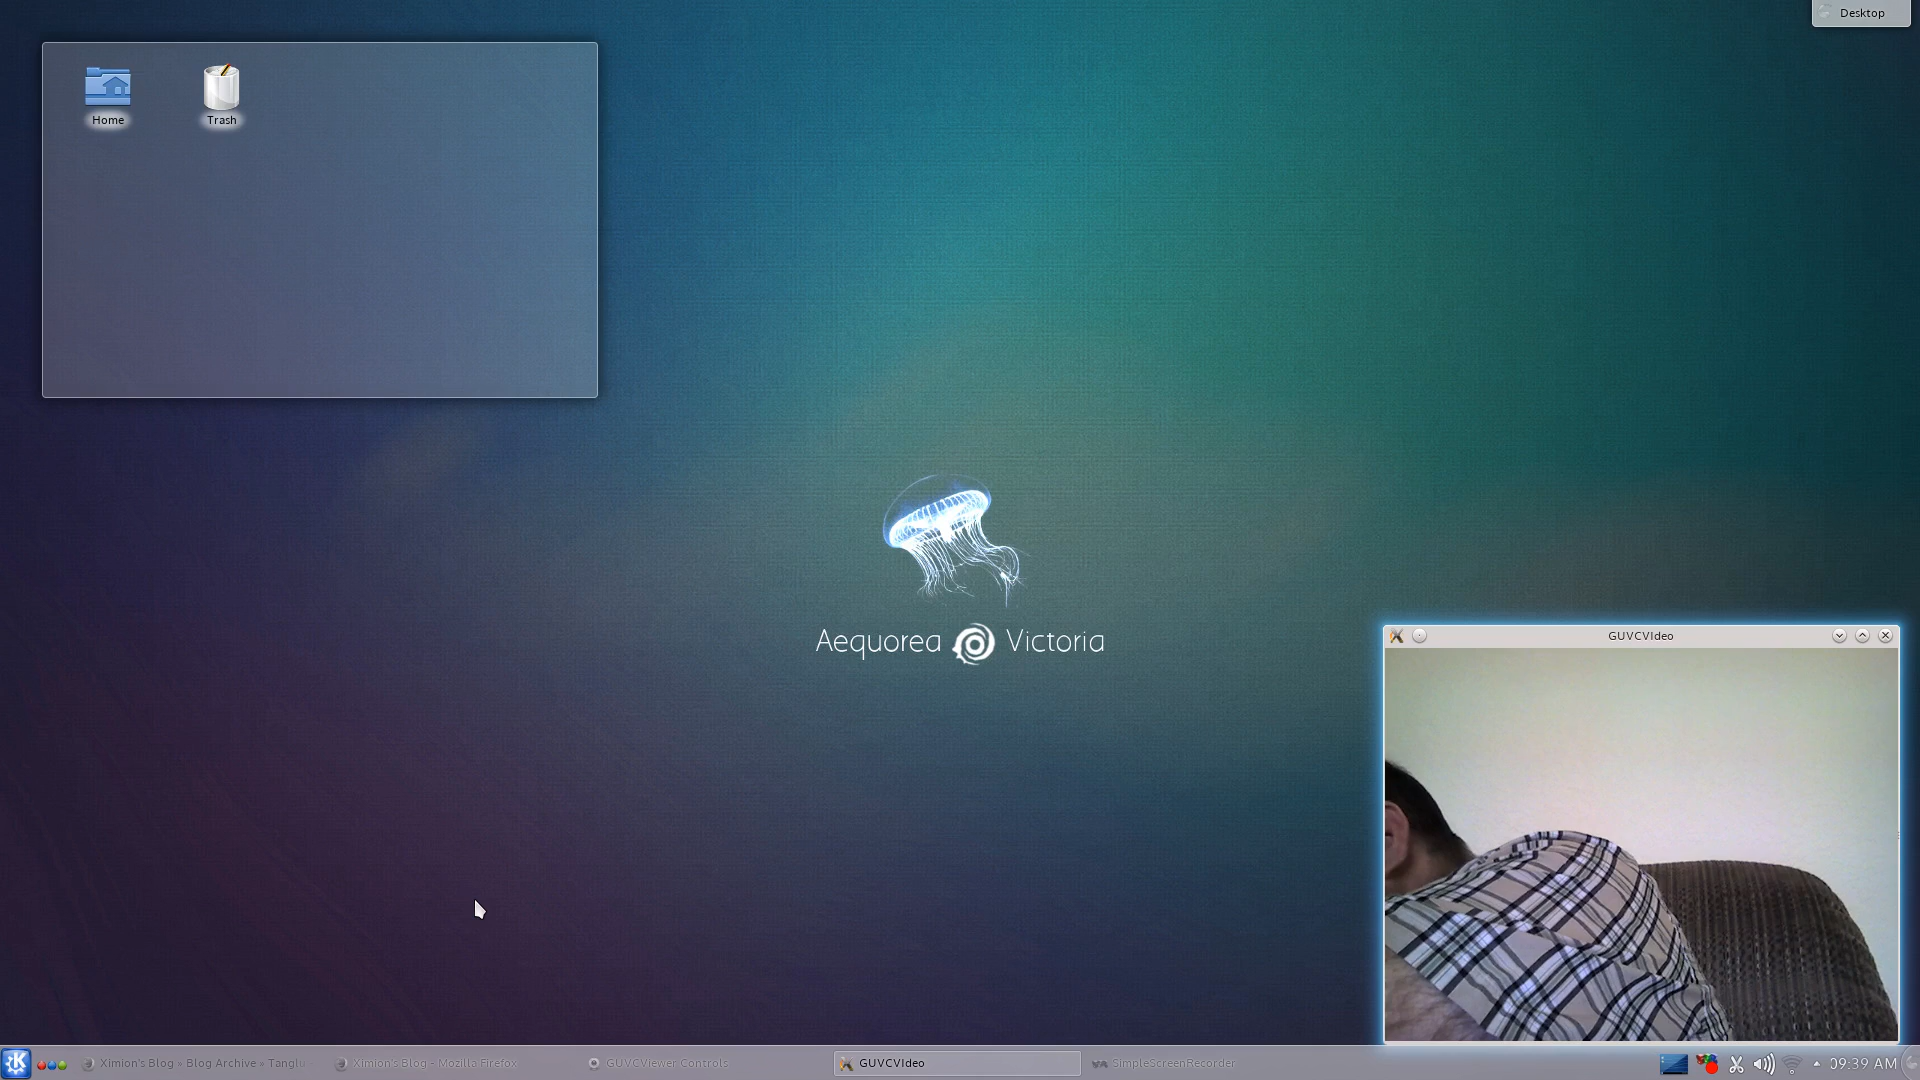 Desktop
Home
Trash
Aequorea Victoria
GUVCVIdeo
Ximion's Blog » Blog Archive » Tanglu
Ximion's Blog - Mozilla Firefox
GUVCViewer Controls
GUVCVIdeo
SimpleScreenRecorder
09:39 AM